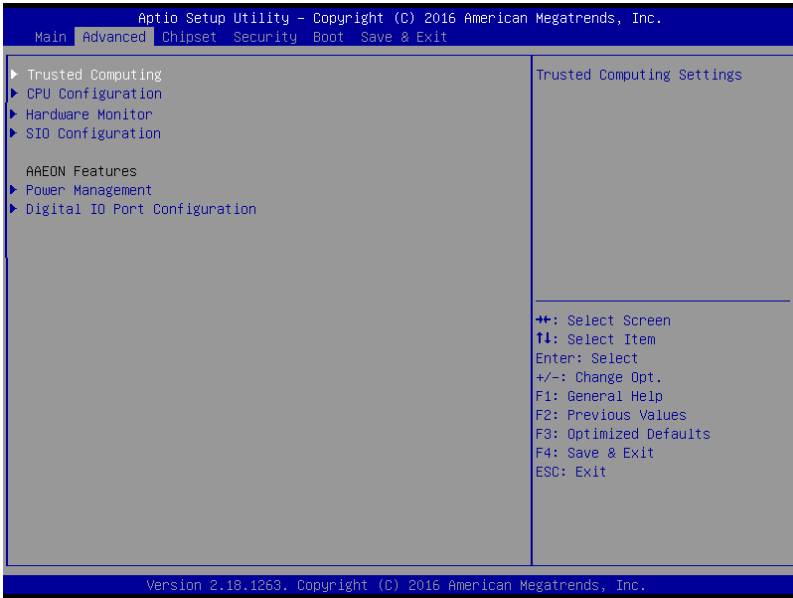 Aptio Setup Utility – Copyright (C) 2016 American Megatrends, Inc.
Main Advanced Chipset Security Boot Save & Exit
▶ Trusted Computing
▶ CPU Configuration
▶ Hardware Monitor
▶ SIO Configuration
AAEON Features
▶ Power Management
▶ Digital IO Port Configuration
Trusted Computing Settings
→←: Select Screen
↑↓: Select Item
Enter: Select
+/-: Change Opt.
F1: General Help
F2: Previous Values
F3: Optimized Defaults
F4: Save & Exit
ESC: Exit
Version 2.18.1263. Copyright (C) 2016 American Megatrends, Inc.